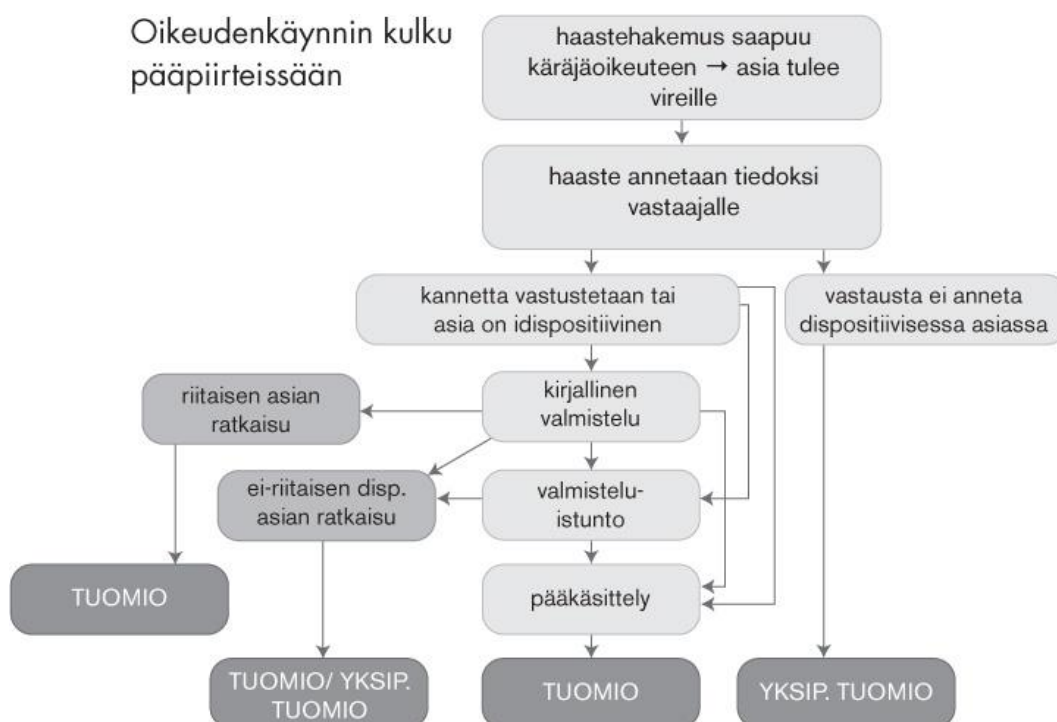 Oikeudenkäynnin kulku
pääpiirteissään
haastehakemus saapuu
käräjäoikeuteen → asia tulee
vireille
haaste annetaan tiedoksi
vastaajalle
kannetta vastustetaan tai
asia on idispositiivinen
vastausta ei anneta
dispositiivisessa asiassa
riitaisen asian
ratkaisu
kirjallinen
valmistelu
ei-riitaisen disp.
asian ratkaisu
valmistelu-
istunto
TUOMIO
pääkäsittely
TUOMIO/ YKSIP.
TUOMIO
TUOMIO
YKSIP. TUOMIO